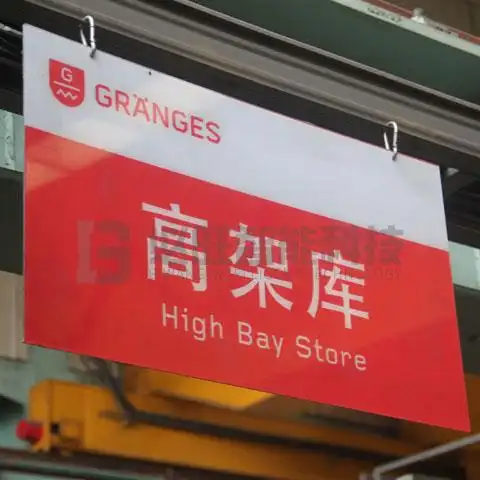 G
GRÄNGES
高架库
High Bay Store